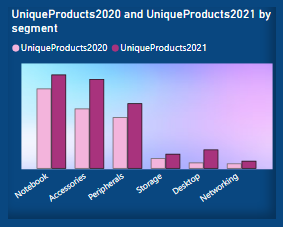 UniqueProducts2020 and UniqueProducts2021 by
segment
UniqueProducts2020 UniqueProducts2021
Notebook
Accessories
Peripherals
Storage
Desktop
Networking